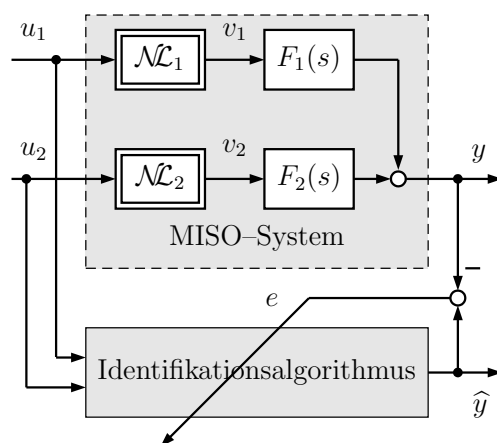 u₁
𝒩ℒ₁
v₁
F₁(s)
u₂
𝒩ℒ₂
v₂
F₂(s)
y
MISO–System
−
e
Identifikationsalgorithmus
ŷ